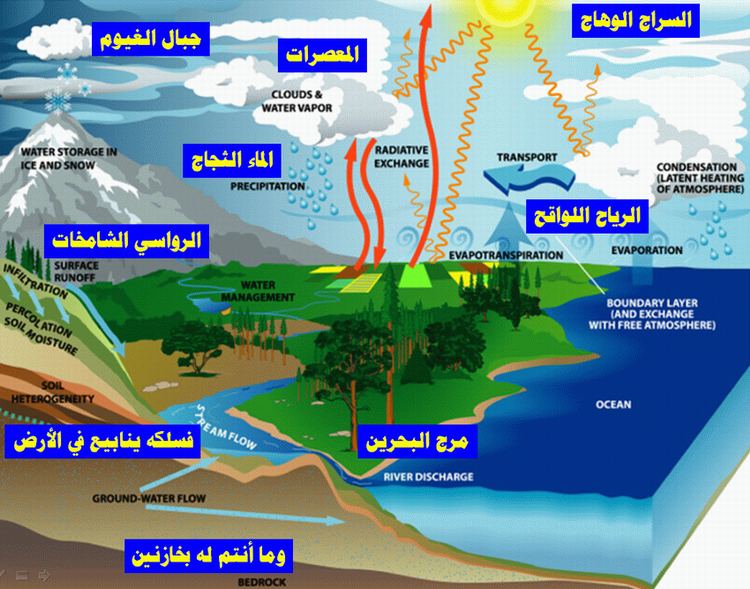 السراج الوهاج
جبال الغيوم
المعصرات
CLOUDS &
WATER VAPOR
WATER STORAGE IN
ICE AND SNOW
الماء الثجاج
PRECIPITATION
RADIATIVE
EXCHANGE
TRANSPORT
CONDENSATION
(LATENT HEATING
OF ATMOSPHERE)
الرياح اللواقح
الرواسي الشامخات
SURFACE
RUNOFF
EVAPOTRANSPIRATION
EVAPORATION
INFILTRATION
WATER
MANAGEMENT
BOUNDARY LAYER
(AND EXCHANGE
WITH FREE ATMOSPHERE)
PERCOLATION
SOIL MOISTURE
SOIL
HETEROGENEITY
OCEAN
STREAM FLOW
فسلكه ينابيع في الأرض
مرج البحرين
RIVER DISCHARGE
GROUND-WATER FLOW
وما أنتم له بخازنين
BEDROCK